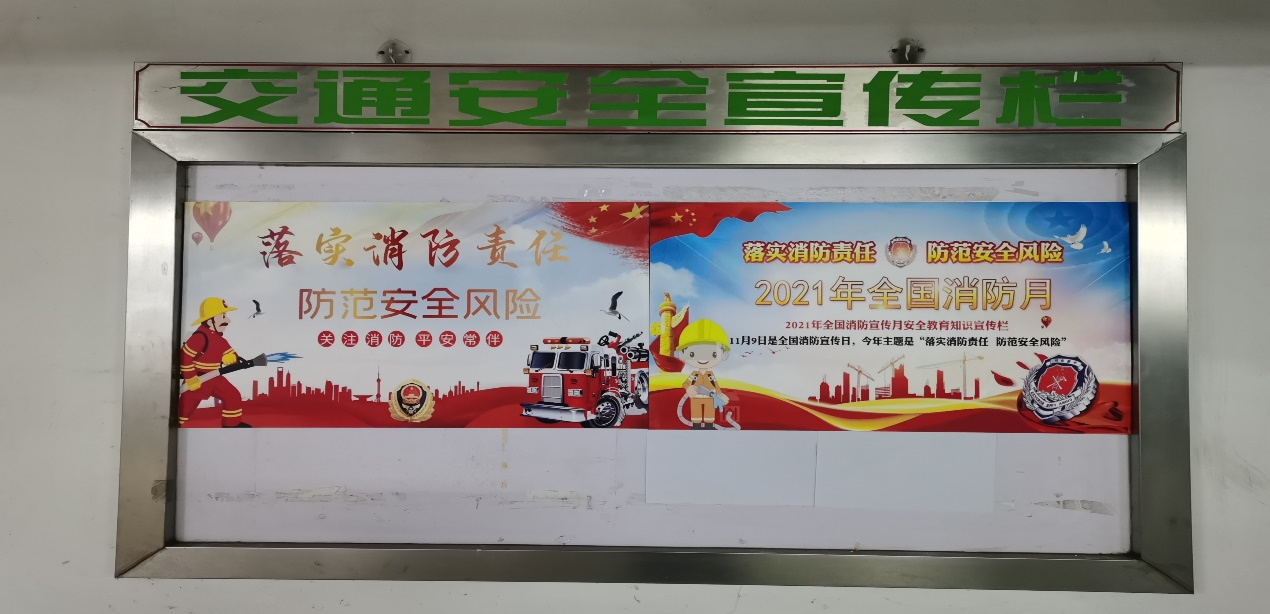 交通安全宣传栏
落实消防责任
防范安全风险
关注消防 平安常伴
落实消防责任 防范安全风险
2021年全国消防月
2021年全国消防宣传月安全教育知识宣传栏
11月9日是全国消防宣传日，今年主题是“落实消防责任 防范安全风险”